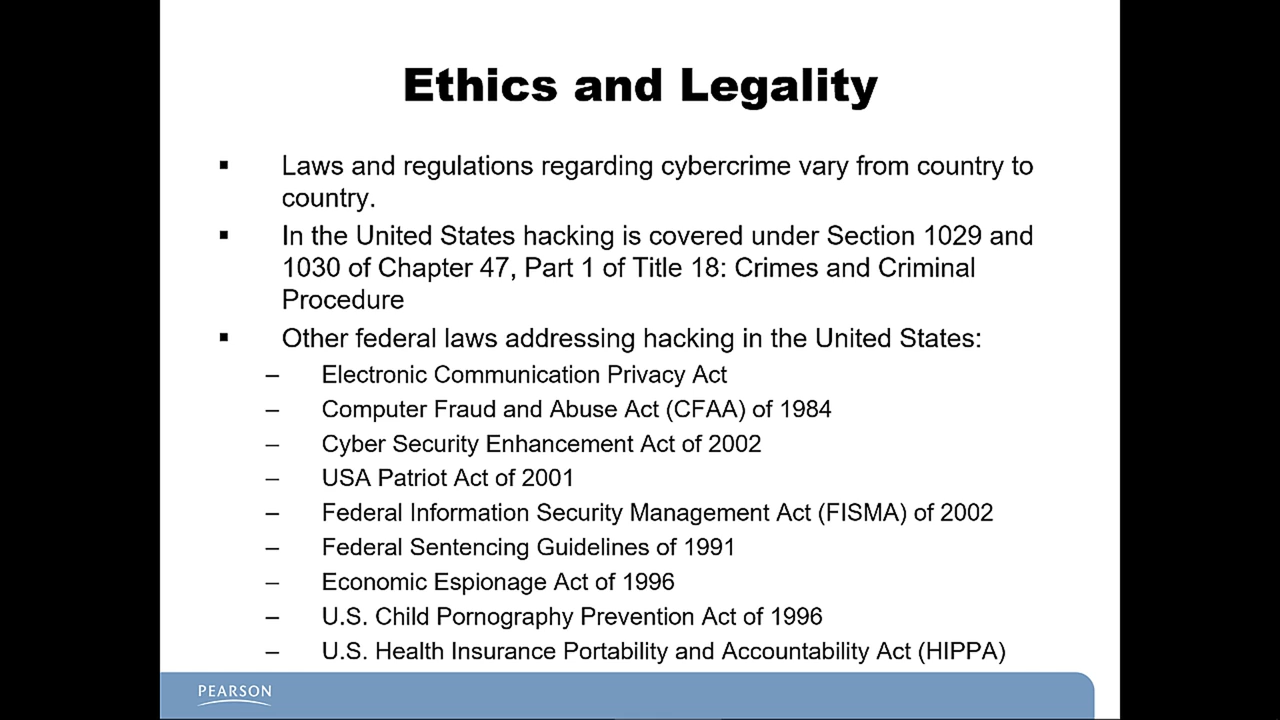 Ethics and Legality
▪ Laws and regulations regarding cybercrime vary from country to
country.
▪ In the United States hacking is covered under Section 1029 and
1030 of Chapter 47, Part 1 of Title 18: Crimes and Criminal
Procedure
▪ Other federal laws addressing hacking in the United States:
– Electronic Communication Privacy Act
– Computer Fraud and Abuse Act (CFAA) of 1984
– Cyber Security Enhancement Act of 2002
– USA Patriot Act of 2001
– Federal Information Security Management Act (FISMA) of 2002
– Federal Sentencing Guidelines of 1991
– Economic Espionage Act of 1996
– U.S. Child Pornography Prevention Act of 1996
– U.S. Health Insurance Portability and Accountability Act (HIPPA)
PEARSON